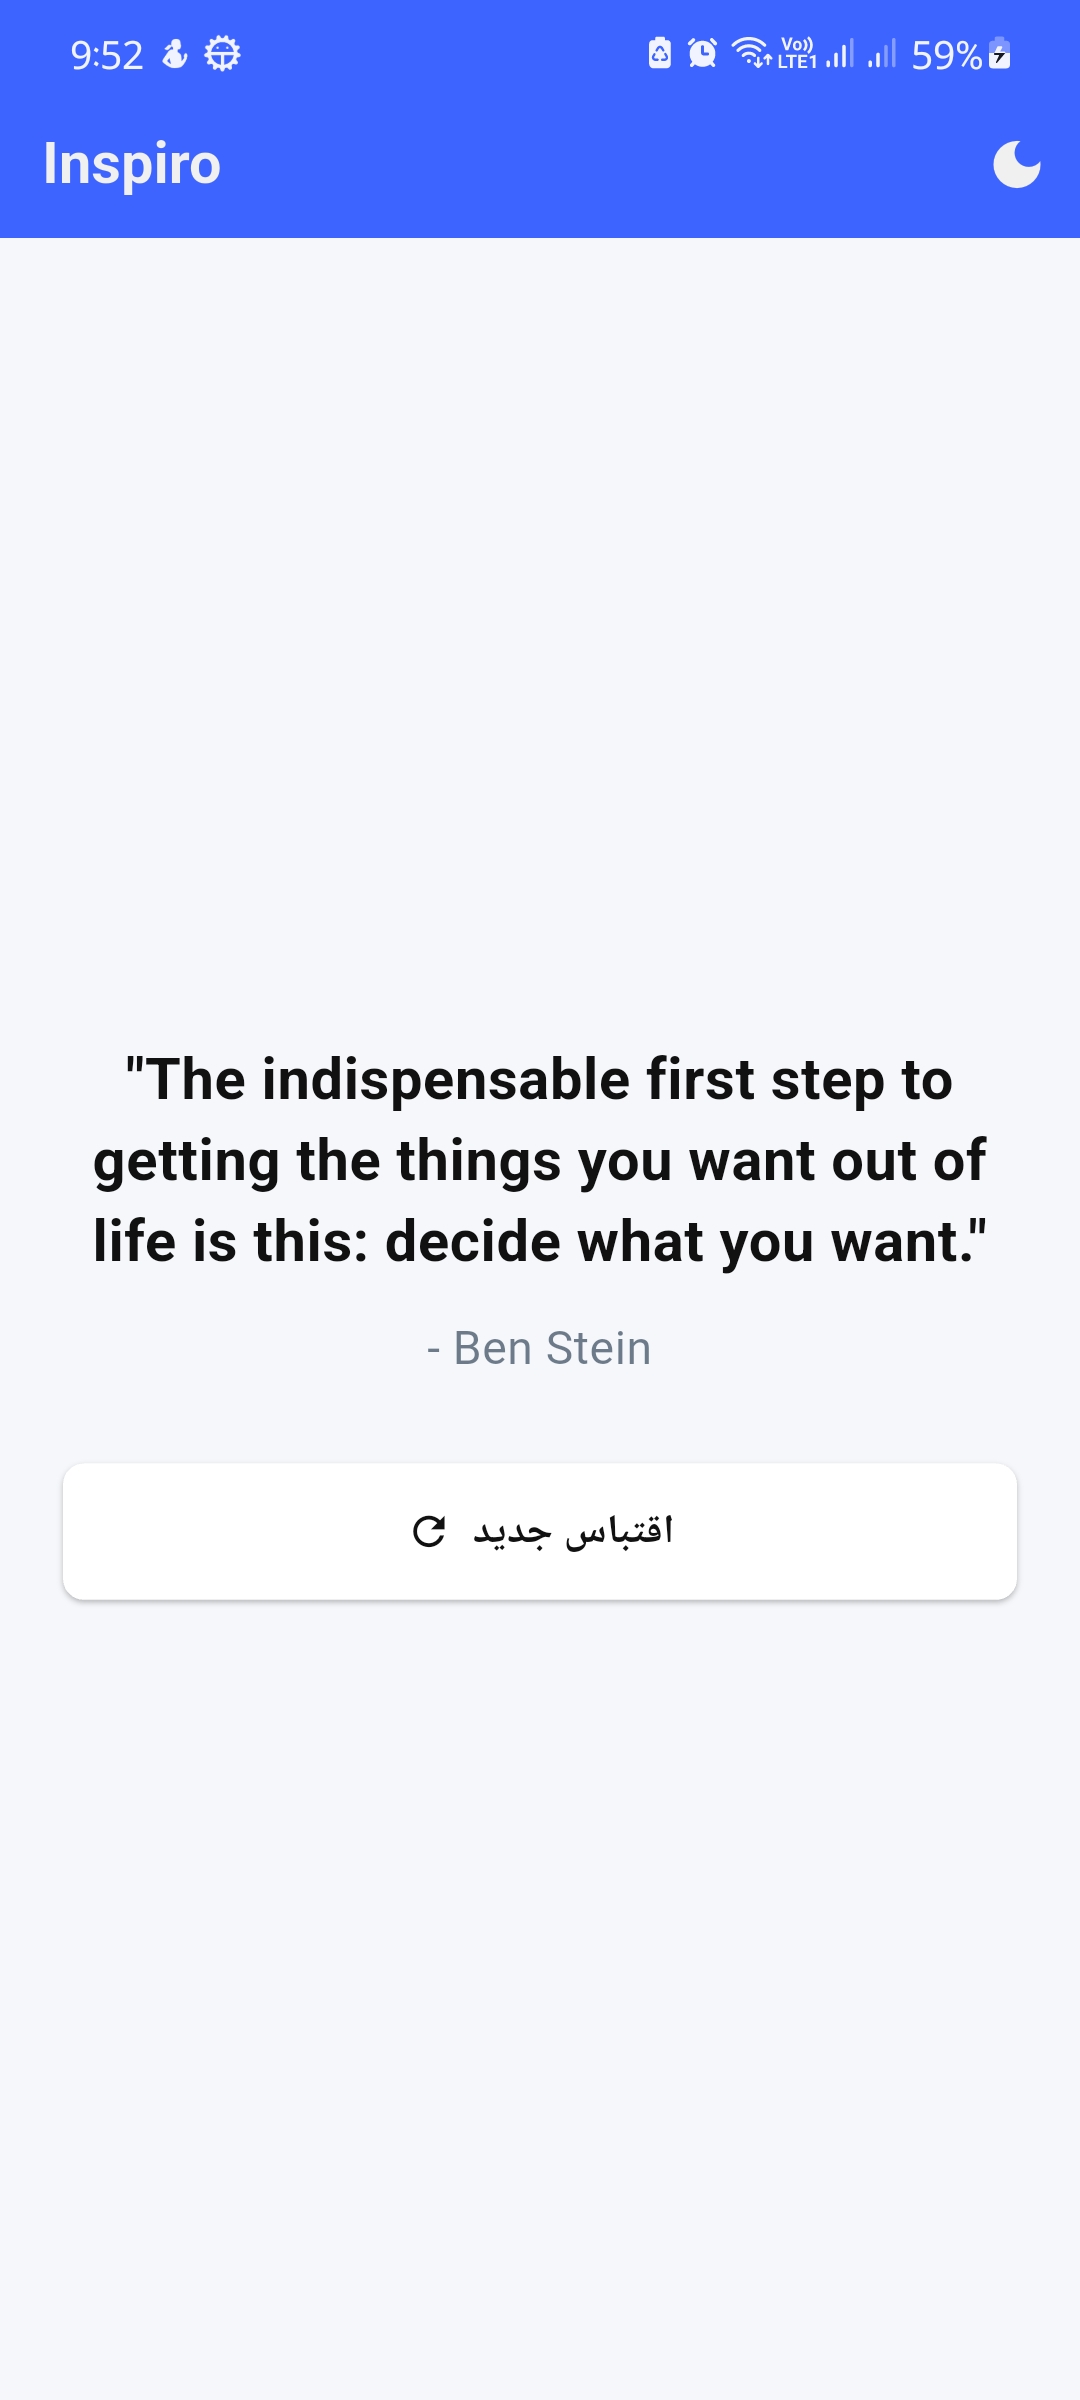 9:52
Vo)) LTE1 59%
Inspiro
"The indispensable first step to
getting the things you want out of
life is this: decide what you want."
- Ben Stein
اقتباس جديد